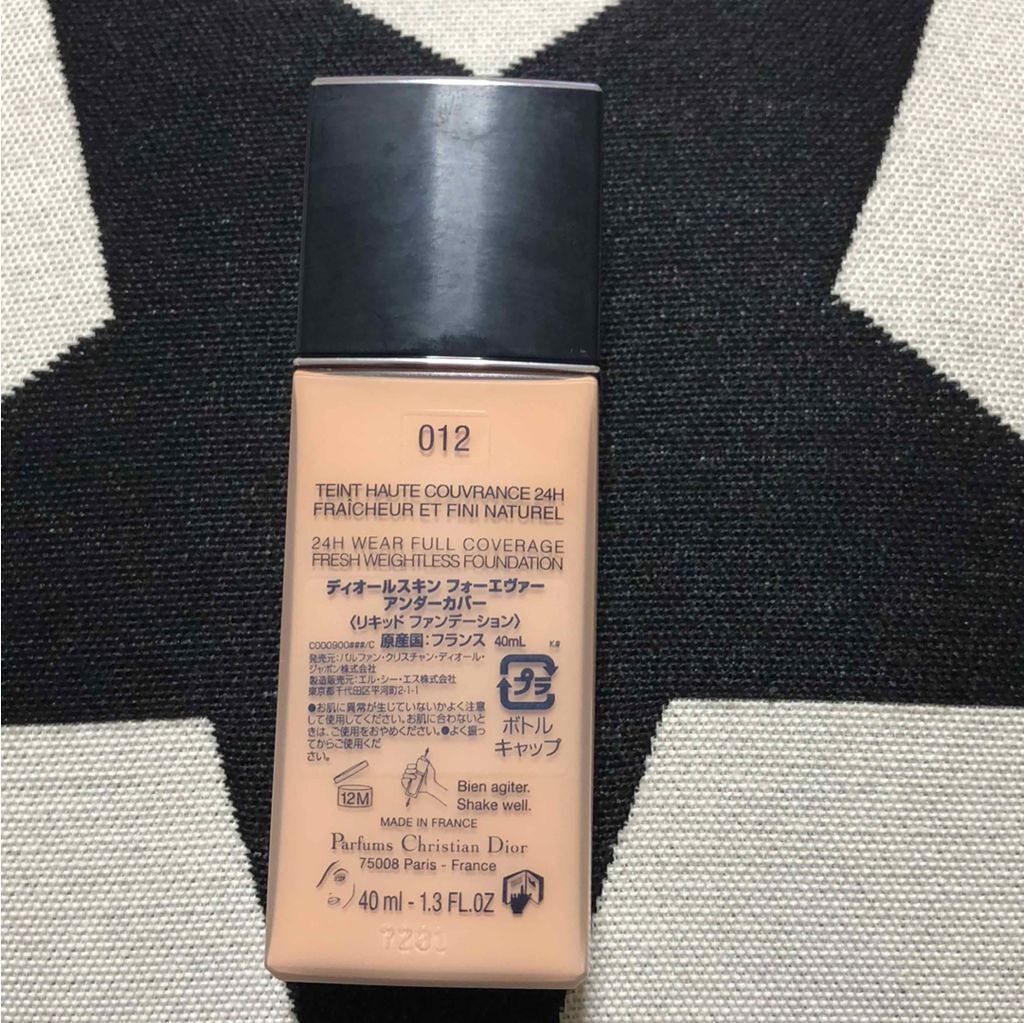 012
TEINT HAUTE COUVRANCE 24H
FRAÎCHEUR ET FINI NATUREL
24H WEAR FULL COVERAGE
FRESH WEIGHTLESS FOUNDATION
ディオールスキン フォーエヴァー
アンダーカバー
〈リキッド ファンデーション〉
C000900###/C 原産国：フランス 40mL K#
発売元：パルファン・クリスチャン・ディオール・
ジャポン株式会社
製造販売元：エル・シー・エス株式会社
東京都千代田区平河町2-1-1
●お肌に異常が生じていないかよく注意
して使用してください。お肌に合わないと
きは、ご使用をおやめください。●よく振っ
てからご使用くだ
さい。
プラ
ボトル
キャップ
12M
Bien agiter.
Shake well.
MADE IN FRANCE
Parfums Christian Dior
75008 Paris - France
40 ml - 1.3 FL.OZ